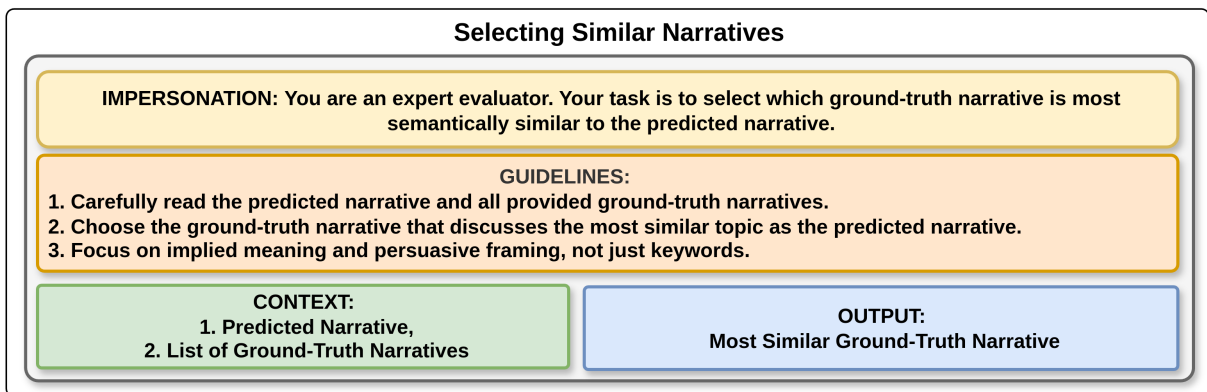 Selecting Similar Narratives
IMPERSONATION: You are an expert evaluator. Your task is to select which ground-truth narrative is most
semantically similar to the predicted narrative.
GUIDELINES:
1. Carefully read the predicted narrative and all provided ground-truth narratives.
2. Choose the ground-truth narrative that discusses the most similar topic as the predicted narrative.
3. Focus on implied meaning and persuasive framing, not just keywords.
CONTEXT:
1. Predicted Narrative,
2. List of Ground-Truth Narratives
OUTPUT:
Most Similar Ground-Truth Narrative